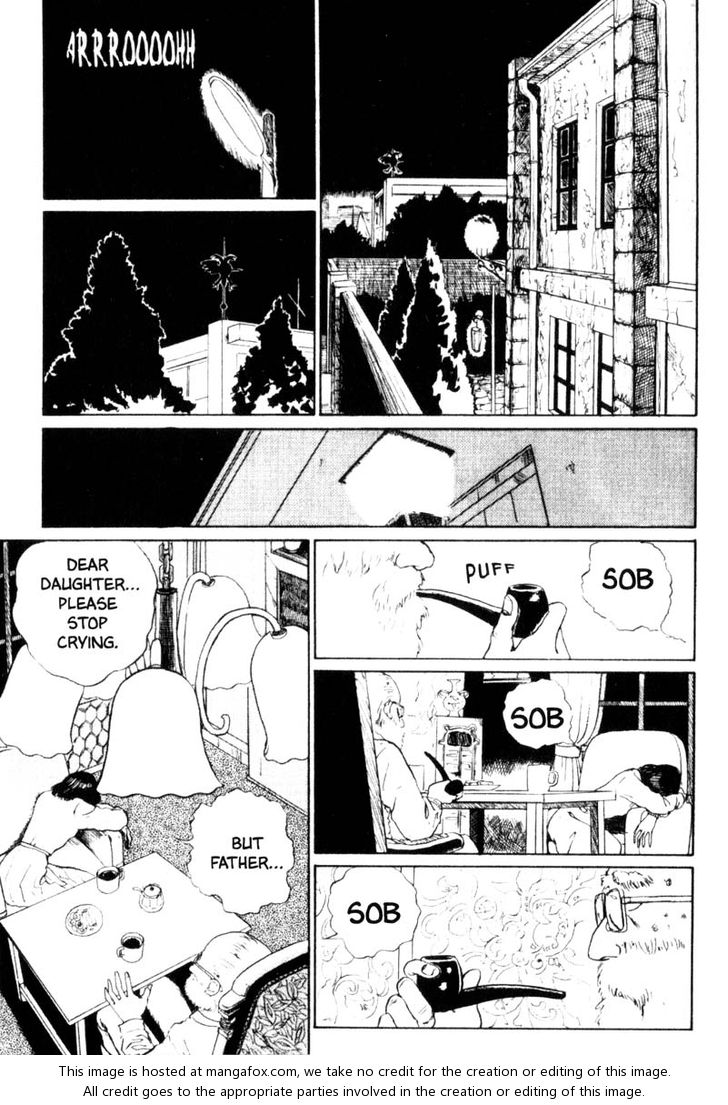 ARRROOOOHH
PUFF
SOB
SOB
SOB
DEAR
DAUGHTER...
PLEASE
STOP
CRYING.
BUT
FATHER...
This image is hosted at mangafox.com, we take no credit for the creation or editing of this image.
All credit goes to the appropriate parties involved in the creation or editing of this image.